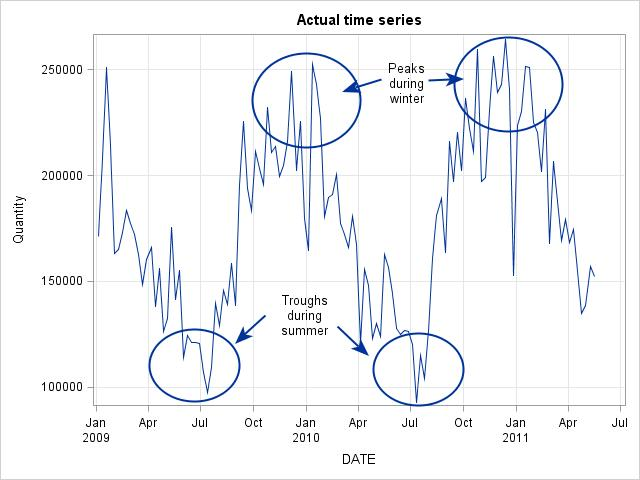 Actual time series
250000
200000
150000
100000
Quantity
Peaks
during
winter
Troughs
during
summer
Jan Apr Jul Oct Jan Apr Jul Oct Jan Apr Jul
2009 2010 2011
DATE